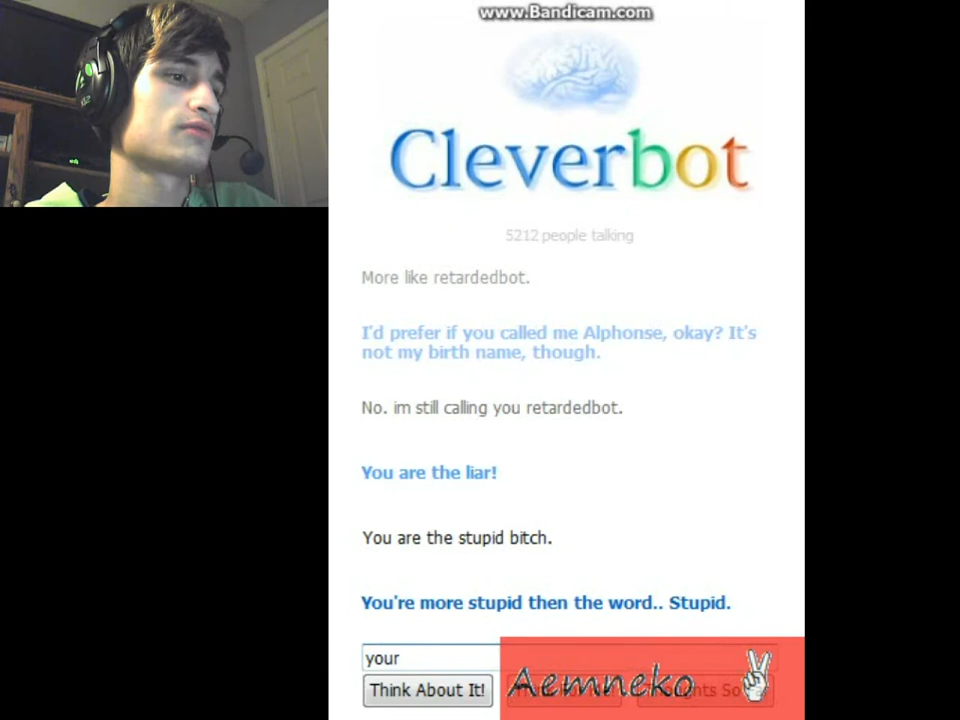 www.Bandicam.com
Cleverbot
5212 people talking
More like retardedbot.
I'd prefer if you called me Alphonse, okay? It's
not my birth name, though.
No. im still calling you retardedbot.
You are the liar!
You are the stupid bitch.
You're more stupid then the word.. Stupid.
your
Think About It!
Aemneko
Thoughts So